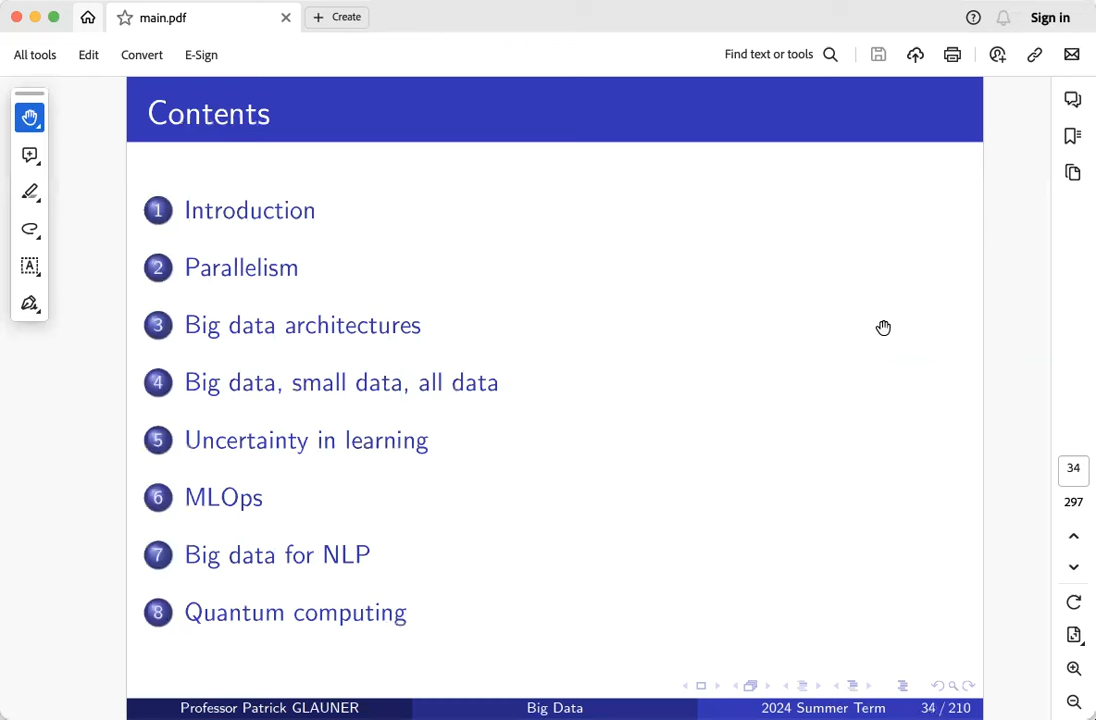 main.pdf
Create
Sign in
All tools Edit Convert E-Sign Find text or tools
Contents
1 Introduction
2 Parallelism
3 Big data architectures
4 Big data, small data, all data
5 Uncertainty in learning
6 MLOps
7 Big data for NLP
8 Quantum computing
34
297
Professor Patrick GLAUNER Big Data 2024 Summer Term 34 / 210